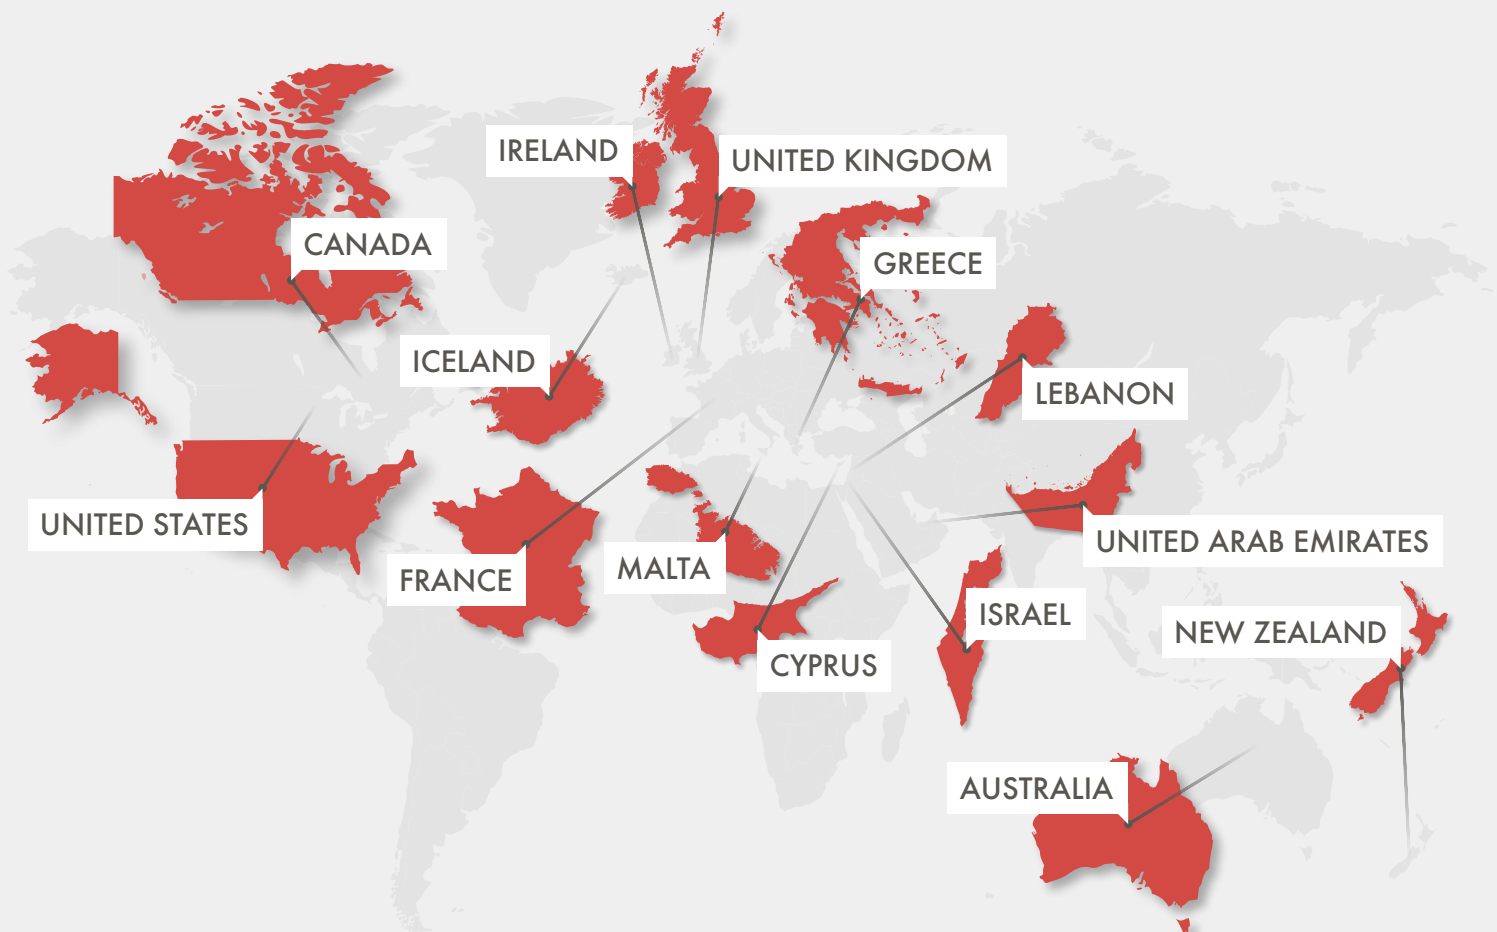 IRELAND
UNITED KINGDOM
CANADA
GREECE
ICELAND
LEBANON
UNITED STATES
UNITED ARAB EMIRATES
FRANCE
MALTA
ISRAEL
NEW ZEALAND
CYPRUS
AUSTRALIA